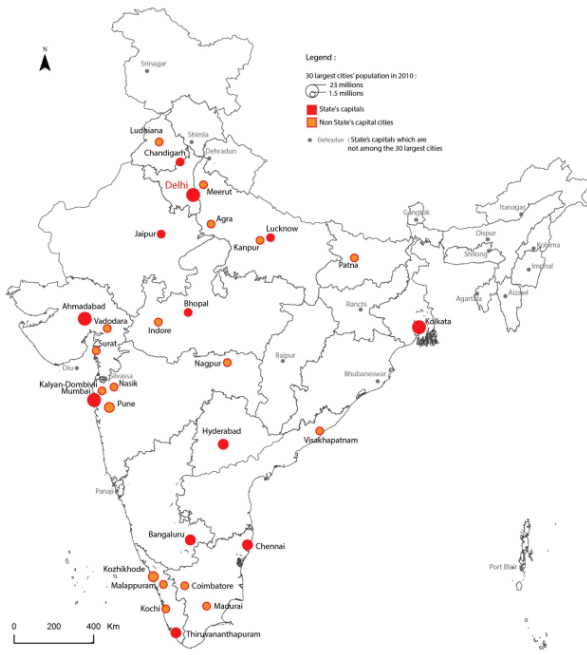 N
Legend :
30 largest cities' population in 2010 :
23 millions
1.5 millions
State's capitals
Non State's capital cities
Dehradun : State's capitals which are
not among the 30 largest cities
Srinagar
Ludhiana
Shimla
Chandigarh
Dehradun
Delhi
Meerut
Agra
Jaipur
Lucknow
Kanpur
Patna
Gangtok
Itanagar
Dispur
Shilong
Kohima
Imphal
Agartala
Aizawl
Ahmadabad
Vadodara
Bhopal
Indore
Ranchi
Kolkata
Surat
Nagpur
Raipur
Diu
Silvassa
Bhubaneswar
Kalyan-Dombivli
Nasik
Mumbai
Pune
Hyderabad
Visakhapatnam
Panaji
Bangaluru
Chennai
Kozhikhode
Malappuram
Coimbatore
Port Blair
Kochi
Madurai
Thiruvananthapuram
0 200 400 Km